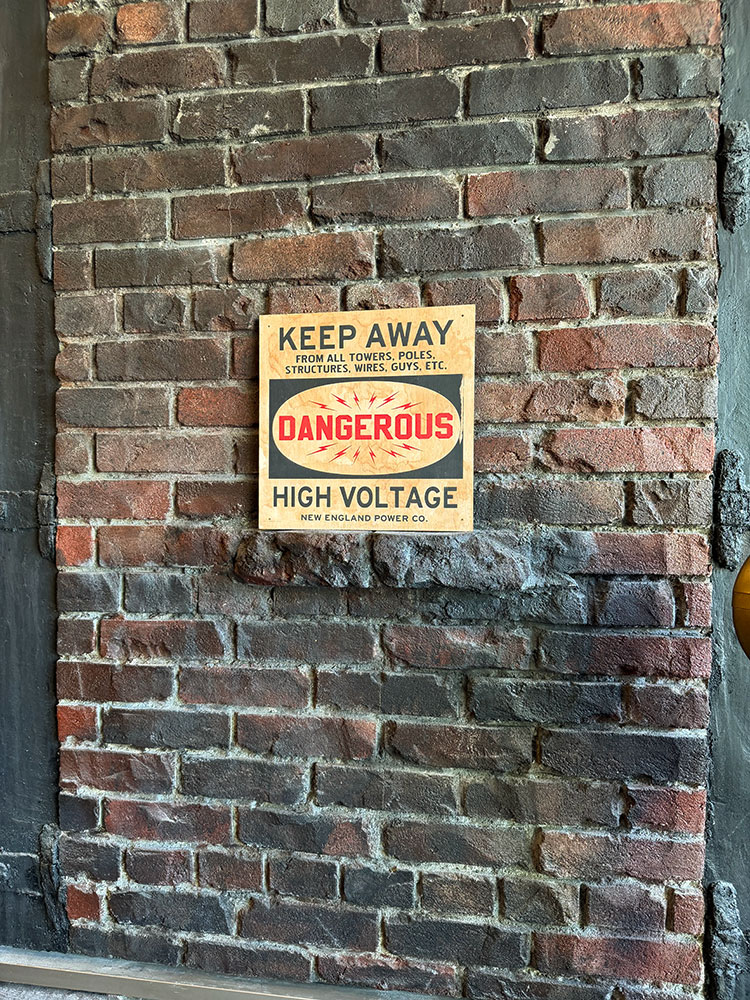 KEEP AWAY
FROM ALL TOWERS, POLES,
STRUCTURES, WIRES, GUYS, ETC.
DANGEROUS
HIGH VOLTAGE
NEW ENGLAND POWER CO.